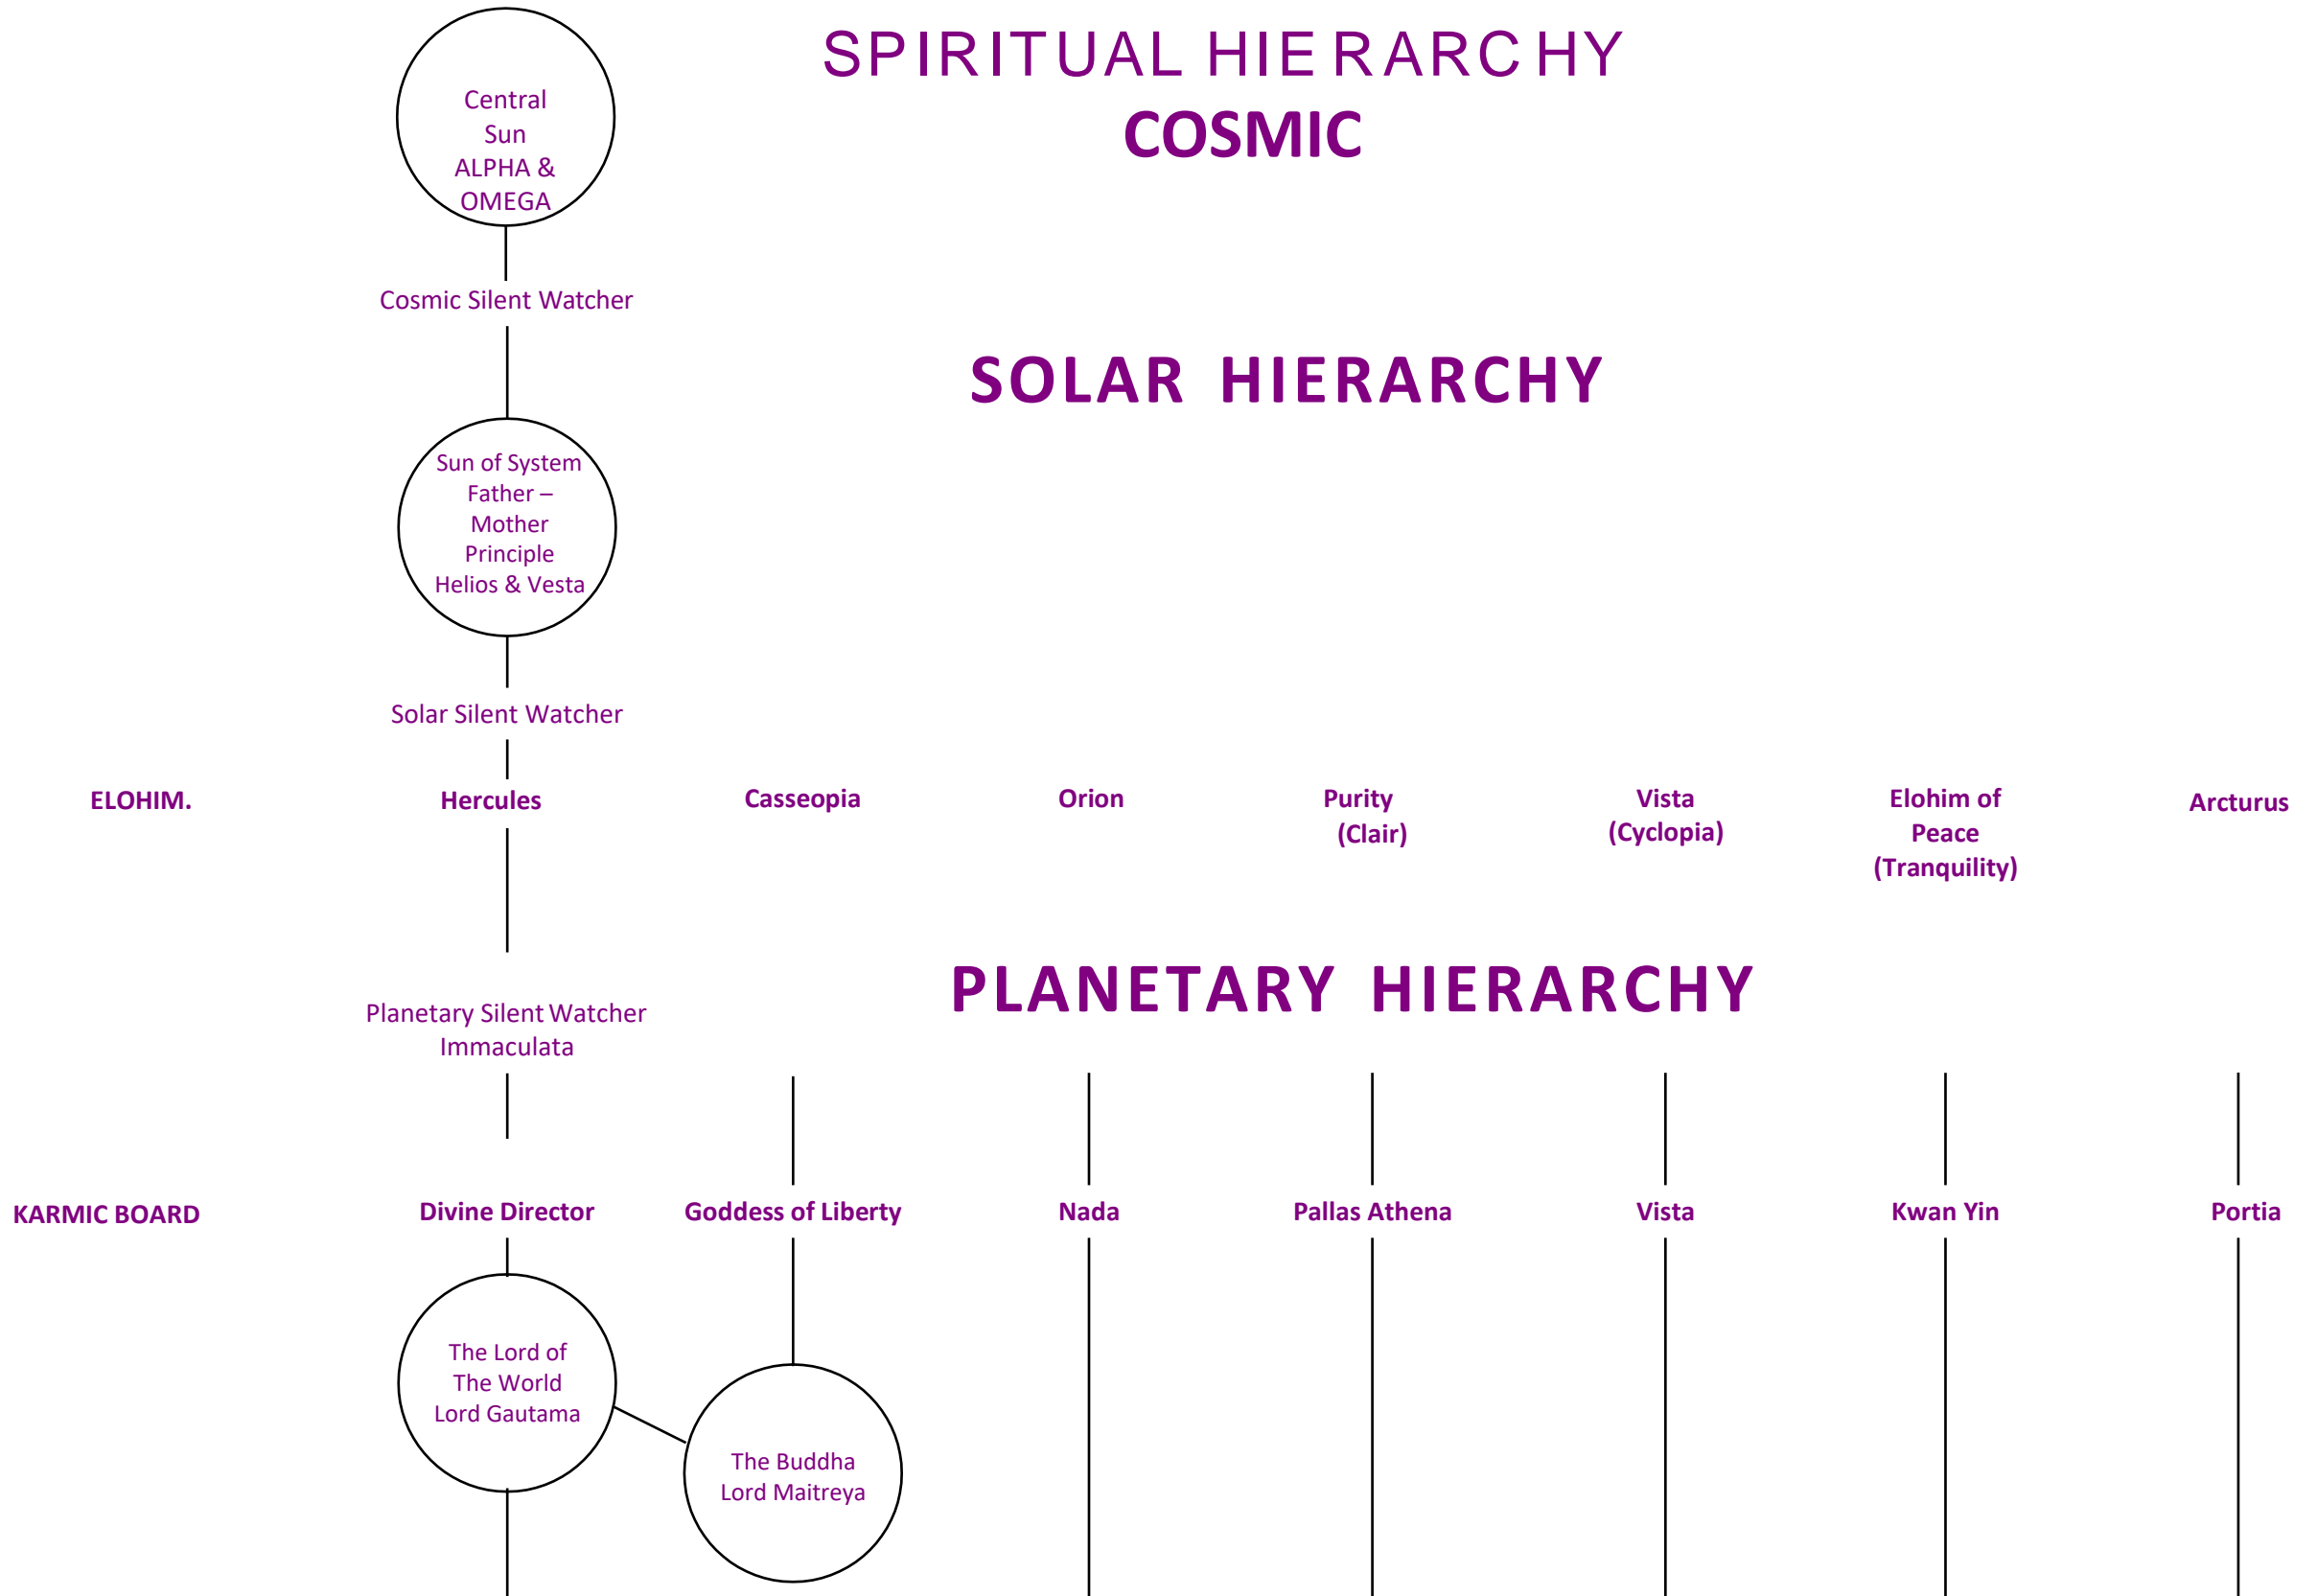 SPIRITUAL HIERARCHY
COSMIC
Central
Sun
ALPHA &
OMEGA
Cosmic Silent Watcher
SOLAR HIERARCHY
Sun of System
Father –
Mother
Principle
Helios & Vesta
Solar Silent Watcher
ELOHIM.
Hercules
Casseopia
Orion
Purity
(Clair)
Vista
(Cyclopia)
Elohim of
Peace
(Tranquility)
Arcturus
PLANETARY HIERARCHY
Planetary Silent Watcher
Immaculata
KARMIC BOARD
Divine Director
Goddess of Liberty
Nada
Pallas Athena
Vista
Kwan Yin
Portia
The Lord of
The World
Lord Gautama
The Buddha
Lord Maitreya